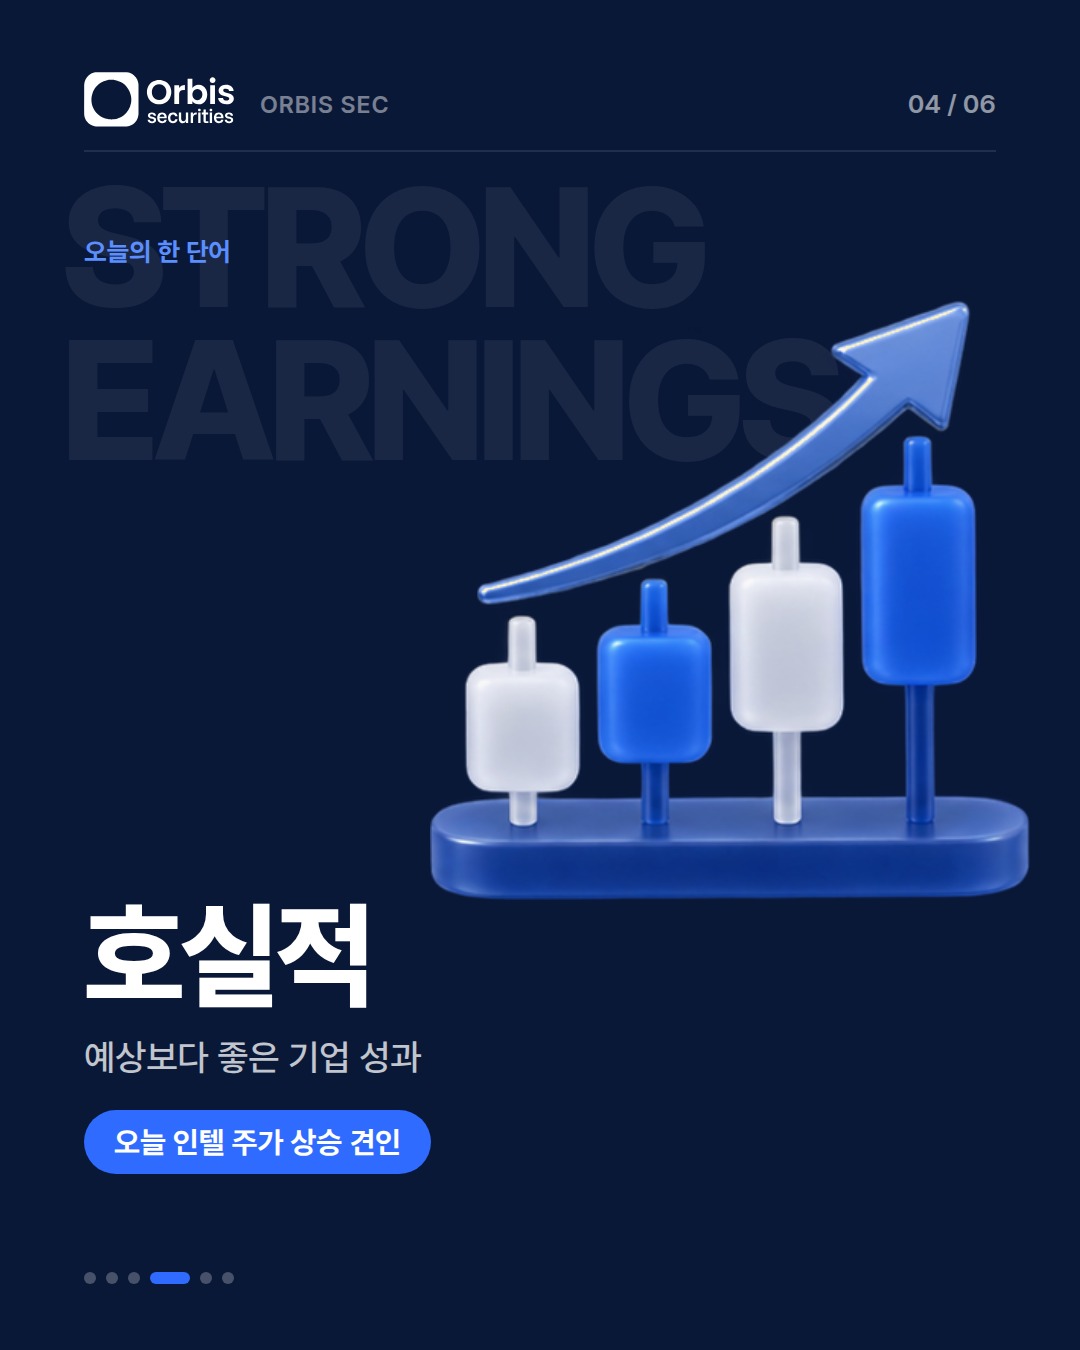 Orbis
securities
ORBIS SEC
04 / 06
STRONG
오늘의 한 단어
EARNINGS
호실적
예상보다 좋은 기업 성과
오늘 인텔 주가 상승 견인